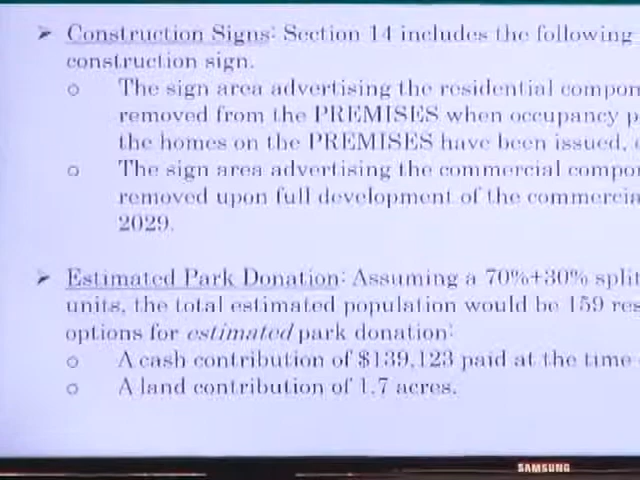 ➤ Construction Signs: Section 14 includes the following
construction sign.
o The sign area advertising the residential
removed from the PREMISES when occupancy
the homes on the PREMISES have been issued,
o The sign area advertising the commercial
removed upon full development of the
2029.
➤ Estimated Park Donation: Assuming a 70%+30% split
units, the total estimated population would be 159
options for estimated park donation:
o A cash contribution of $139,123 paid at the time
o A land contribution of 1.7 acres.
SAMSUNG